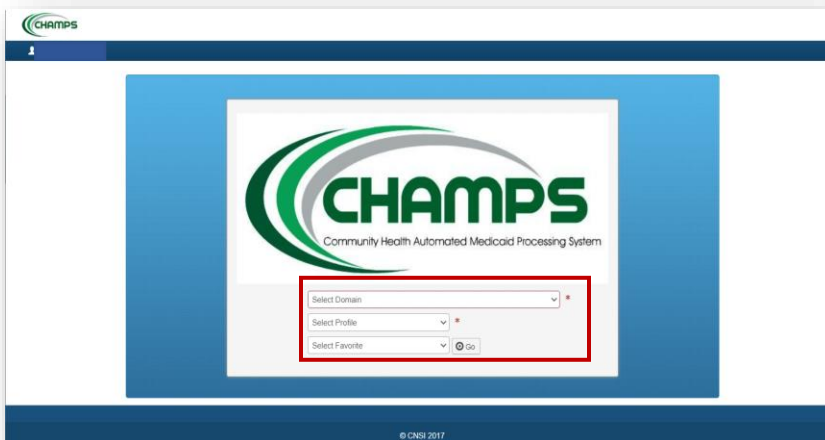 CHAMPS
CHAMPS
Community Health Automated Medicaid Processing System
Select Domain *
Select Profile *
Select Favorite Go
© CNSI 2017